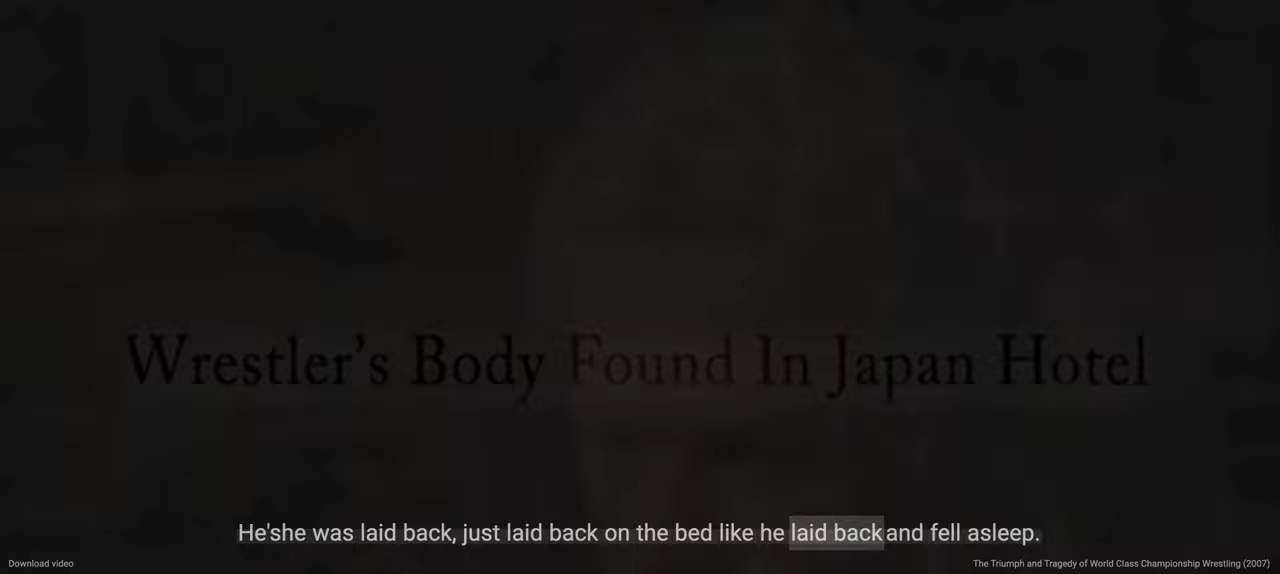 Wrestler's Body Found In Japan Hotel
He'she was laid back, just laid back on the bed like he laid back and fell asleep.
Download video
The Triumph and Tragedy of World Class Championship Wrestling (2007)